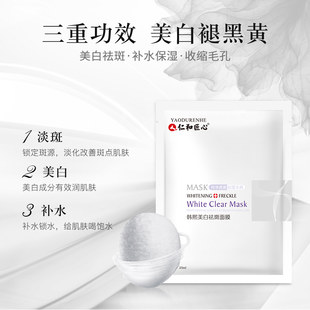 三重功效 美白褪黑黄
美白祛斑·补水保湿·收缩毛孔
1 淡斑
锁定斑源，淡化改善斑点肌肤
2 美白
美白成分有效润肌肤
3 补水
补水锁水，给肌肤喝饱水
YAODURENHE
仁和匠心
MASK
WHITENING FRECKLE
White Clear Mask
韩熙美白祛斑面膜